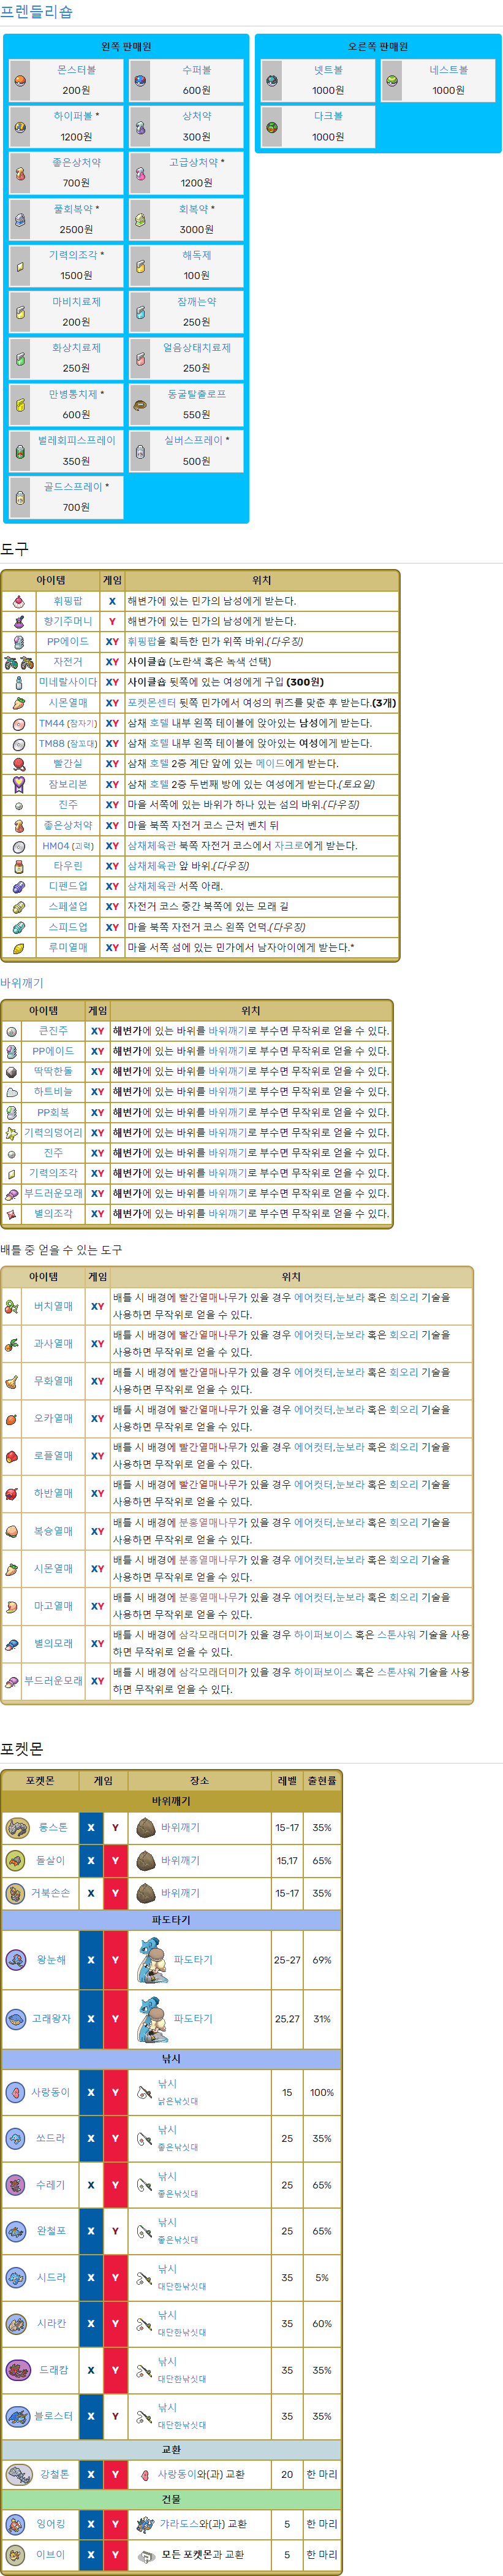 프렌들리숍
왼쪽 판매원
몬스터볼 수퍼볼
200원 600원
하이퍼볼 * 상처약
1200원 300원
좋은상처약 고급상처약 *
700원 1200원
풀회복약 * 회복약 *
2500원 3000원
기력의조각 * 해독제
1500원 100원
마비치료제 잠깨는약
200원 250원
화상치료제 얼음상태치료제
250원 250원
만병통치제 * 동굴탈출로프
600원 550원
벌레회피스프레이 실버스프레이 *
350원 500원
골드스프레이 *
700원
오른쪽 판매원
넷트볼 네스트볼
1000원 1000원
다크볼
1000원
도구
아이템 게임 위치
휘핑팝 X 해변가에 있는 민가의 남성에게 받는다.
향기주머니 Y 해변가에 있는 민가의 남성에게 받는다.
PP에이드 XY 휘핑팝을 획득한 민가 위쪽 바위.(다우징)
자전거 XY 사이클숍 (노란색 혹은 녹색 선택)
미네랄사이다 XY 사이클숍 뒷쪽에 있는 여성에게 구입 (300원)
시몬열매 XY 포켓몬센터 뒷쪽 민가에서 여성의 퀴즈를 맞춘 후 받는다.(3개)
TM44 (잠자기) XY 삼채 호텔 내부 왼쪽 테이블에 앉아있는 남성에게 받는다.
TM88 (잠꼬대) XY 삼채 호텔 내부 왼쪽 테이블에 앉아있는 여성에게 받는다.
빨간실 XY 삼채 호텔 2층 계단 앞에 있는 메이드에게 받는다.
잠보리본 XY 삼채 호텔 2층 두번째 방에 있는 여성에게 받는다.(토요일)
진주 XY 마을 서쪽에 있는 바위가 하나 있는 섬의 바위.(다우징)
좋은상처약 XY 마을 북쪽 자전거 코스 근처 벤치 뒤
HM04 (괴력) XY 삼채체육관 북쪽 자전거 코스에서 자크로에게 받는다.
타우린 XY 삼채체육관 앞 바위.(다우징)
디펜드업 XY 삼채체육관 서쪽 아래.
스페셜업 XY 자전거 코스 중간 북쪽에 있는 모래 길
스피드업 XY 마을 북쪽 자전거 코스 왼쪽 언덕.(다우징)
루미열매 XY 마을 서쪽 섬에 있는 민가에서 남자아이에게 받는다.*
바위깨기
아이템 게임 위치
큰진주 XY 해변가에 있는 바위를 바위깨기로 부수면 무작위로 얻을 수 있다.
PP에이드 XY 해변가에 있는 바위를 바위깨기로 부수면 무작위로 얻을 수 있다.
딱딱한돌 XY 해변가에 있는 바위를 바위깨기로 부수면 무작위로 얻을 수 있다.
하트비늘 XY 해변가에 있는 바위를 바위깨기로 부수면 무작위로 얻을 수 있다.
PP회복 XY 해변가에 있는 바위를 바위깨기로 부수면 무작위로 얻을 수 있다.
기력의덩어리 XY 해변가에 있는 바위를 바위깨기로 부수면 무작위로 얻을 수 있다.
진주 XY 해변가에 있는 바위를 바위깨기로 부수면 무작위로 얻을 수 있다.
기력의조각 XY 해변가에 있는 바위를 바위깨기로 부수면 무작위로 얻을 수 있다.
부드러운모래 XY 해변가에 있는 바위를 바위깨기로 부수면 무작위로 얻을 수 있다.
별의조각 XY 해변가에 있는 바위를 바위깨기로 부수면 무작위로 얻을 수 있다.
배틀 중 얻을 수 있는 도구
아이템 게임 위치
버치열매 XY 배틀 시 배경에 빨간열매나무가 있을 경우 에어컷터.눈보라 혹은 회오리 기술을
사용하면 무작위로 얻을 수 있다.
과사열매 XY 배틀 시 배경에 빨간열매나무가 있을 경우 에어컷터.눈보라 혹은 회오리 기술을
사용하면 무작위로 얻을 수 있다.
무화열매 XY 배틀 시 배경에 빨간열매나무가 있을 경우 에어컷터.눈보라 혹은 회오리 기술을
사용하면 무작위로 얻을 수 있다.
오카열매 XY 배틀 시 배경에 빨간열매나무가 있을 경우 에어컷터.눈보라 혹은 회오리 기술을
사용하면 무작위로 얻을 수 있다.
로플열매 XY 배틀 시 배경에 빨간열매나무가 있을 경우 에어컷터.눈보라 혹은 회오리 기술을
사용하면 무작위로 얻을 수 있다.
하반열매 XY 배틀 시 배경에 빨간열매나무가 있을 경우 에어컷터.눈보라 혹은 회오리 기술을
사용하면 무작위로 얻을 수 있다.
복숭열매 XY 배틀 시 배경에 분홍열매나무가 있을 경우 에어컷터.눈보라 혹은 회오리 기술을
사용하면 무작위로 얻을 수 있다.
시몬열매 XY 배틀 시 배경에 분홍열매나무가 있을 경우 에어컷터.눈보라 혹은 회오리 기술을
사용하면 무작위로 얻을 수 있다.
마고열매 XY 배틀 시 배경에 분홍열매나무가 있을 경우 에어컷터.눈보라 혹은 회오리 기술을
사용하면 무작위로 얻을 수 있다.
별의모래 XY 배틀 시 배경에 삼각모래더미가 있을 경우 하이퍼보이스 혹은 스톤샤워 기술을 사용
하면 무작위로 얻을 수 있다.
부드러운모래 XY 배틀 시 배경에 삼각모래더미가 있을 경우 하이퍼보이스 혹은 스톤샤워 기술을 사용
하면 무작위로 얻을 수 있다.
포켓몬
포켓몬 게임 장소 레벨 출현률
바위깨기
롱스톤 X Y 바위깨기 15-17 35%
돌살이 X Y 바위깨기 15,17 65%
거북손손 X Y 바위깨기 15-17 35%
파도타기
왕눈해 X Y 파도타기 25-27 69%
고래왕자 X Y 파도타기 25,27 31%
낚시
사랑동이 X Y 낚시 15 100%
낡은낚싯대
쏘드라 X Y 낚시 25 35%
좋은낚싯대
수레기 X Y 낚시 25 65%
좋은낚싯대
완철포 X Y 낚시 25 65%
좋은낚싯대
시드라 X Y 낚시 35 5%
대단한낚싯대
시라칸 X Y 낚시 35 60%
대단한낚싯대
드래캄 X Y 낚시 35 35%
대단한낚싯대
블로스터 X Y 낚시 35 35%
대단한낚싯대
교환
강철톤 X Y 사랑동이와(과) 교환 20 한 마리
건물
잉어킹 X Y 갸라도스와(과) 교환 5 한 마리
이브이 X Y 모든 포켓몬과 교환 5 한 마리